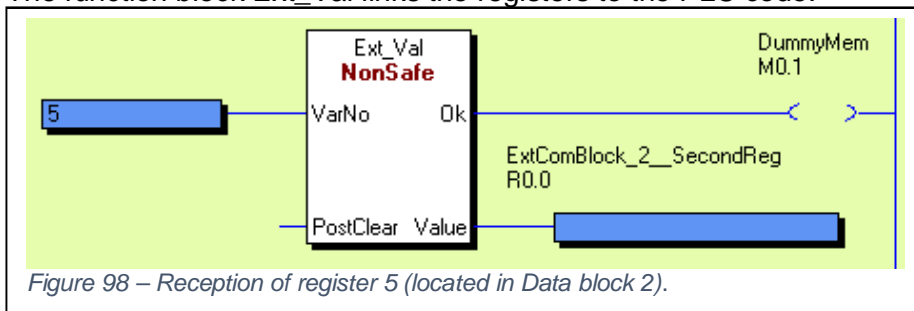 The function block Ext_Val links the registers to the PLC code.
Ext_Val
NonSafe
DummyMem
M0.1
5
VarNo Ok
ExtComBlock_2__SecondReg
R0.0
PostClear Value
Figure 98 – Reception of register 5 (located in Data block 2).